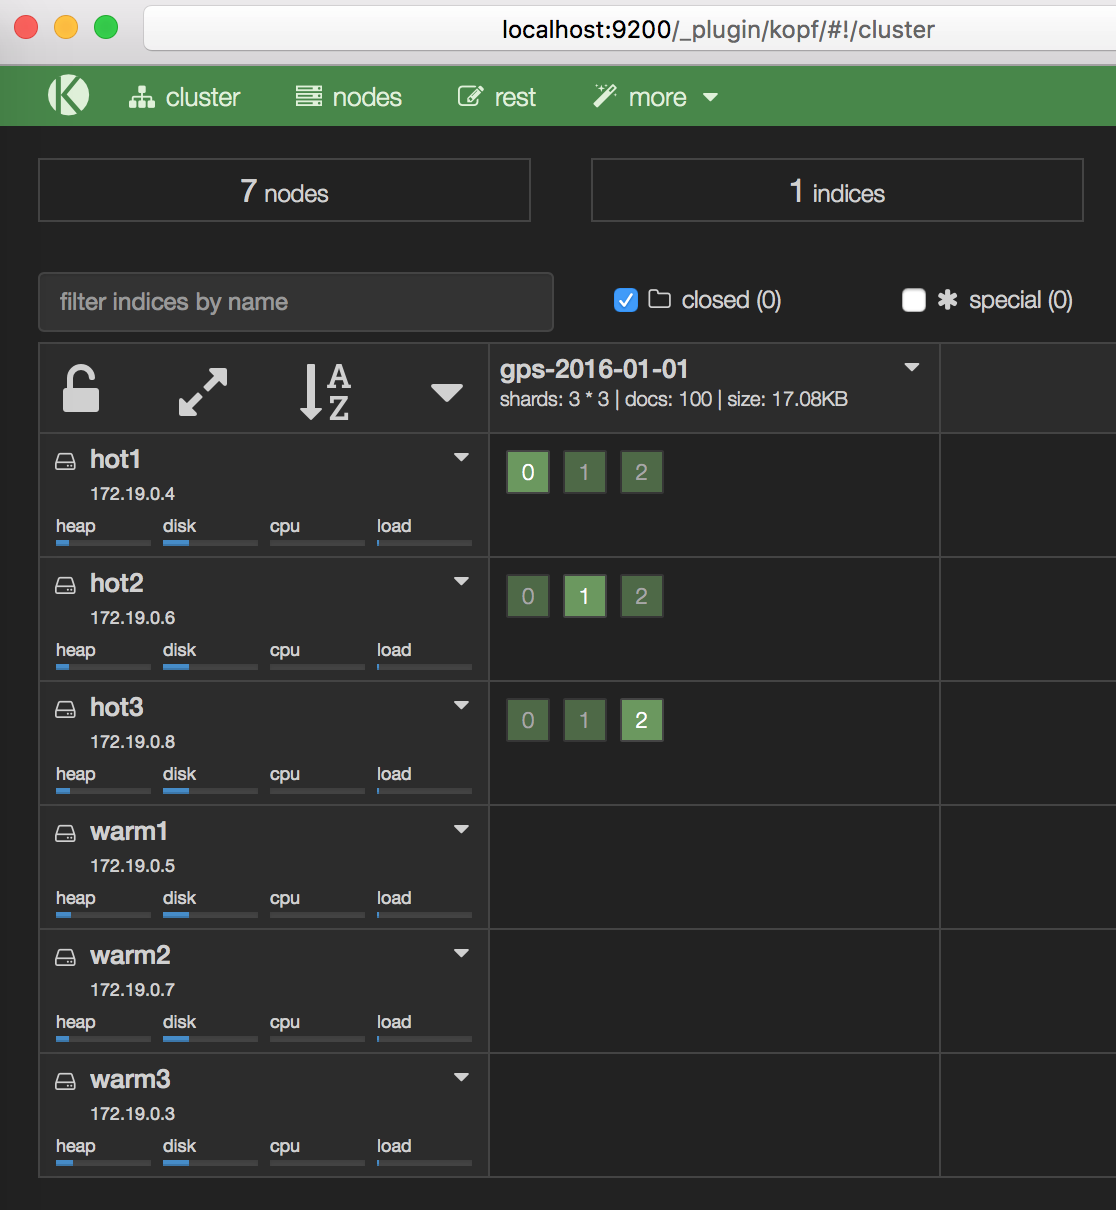 localhost:9200/_plugin/kopf/#!/cluster
cluster nodes rest more
7 nodes
1 indices
filter indices by name
closed (0)
special (0)
A
Z
gps-2016-01-01
shards: 3 * 3 | docs: 100 | size: 17.08KB
hot1
172.19.0.4
heap disk cpu load
0 1 2
hot2
172.19.0.6
heap disk cpu load
0 1 2
hot3
172.19.0.8
heap disk cpu load
0 1 2
warm1
172.19.0.5
heap disk cpu load
warm2
172.19.0.7
heap disk cpu load
warm3
172.19.0.3
heap disk cpu load